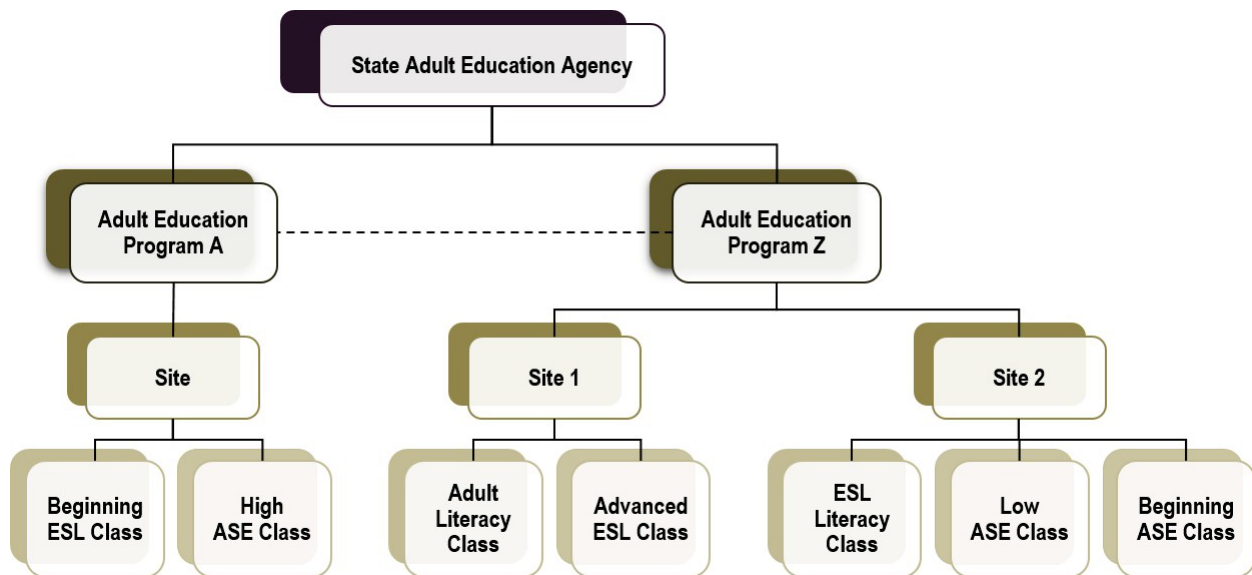 State Adult Education Agency
Adult Education
Program A
Adult Education
Program Z
Site
Site 1
Site 2
Beginning
ESL Class
High
ASE Class
Adult
Literacy
Class
Advanced
ESL Class
ESL
Literacy
Class
Low
ASE Class
Beginning
ASE Class